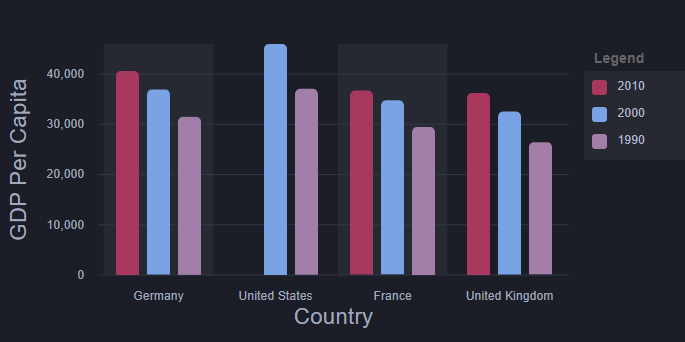 GDP Per Capita
40,000
30,000
20,000
10,000
0
Germany
United States
France
United Kingdom
Country
Legend
2010
2000
1990